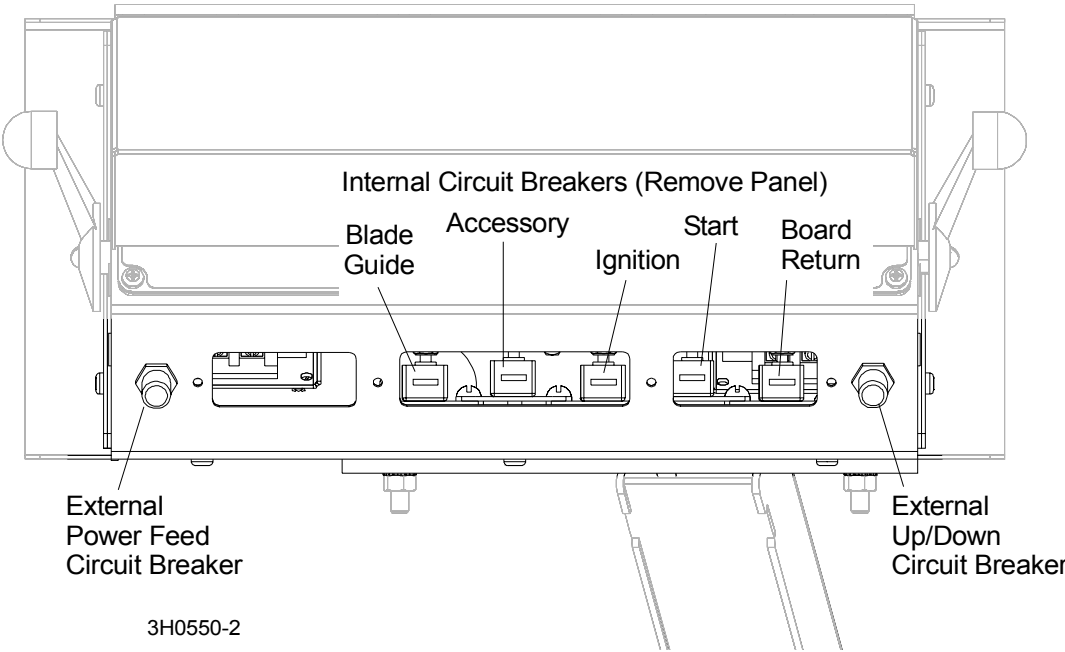 Internal Circuit Breakers (Remove Panel)
Blade
Guide
Accessory
Ignition
Start
Board
Return
External
Power Feed
Circuit Breaker
External
Up/Down
Circuit Breaker
3H0550-2